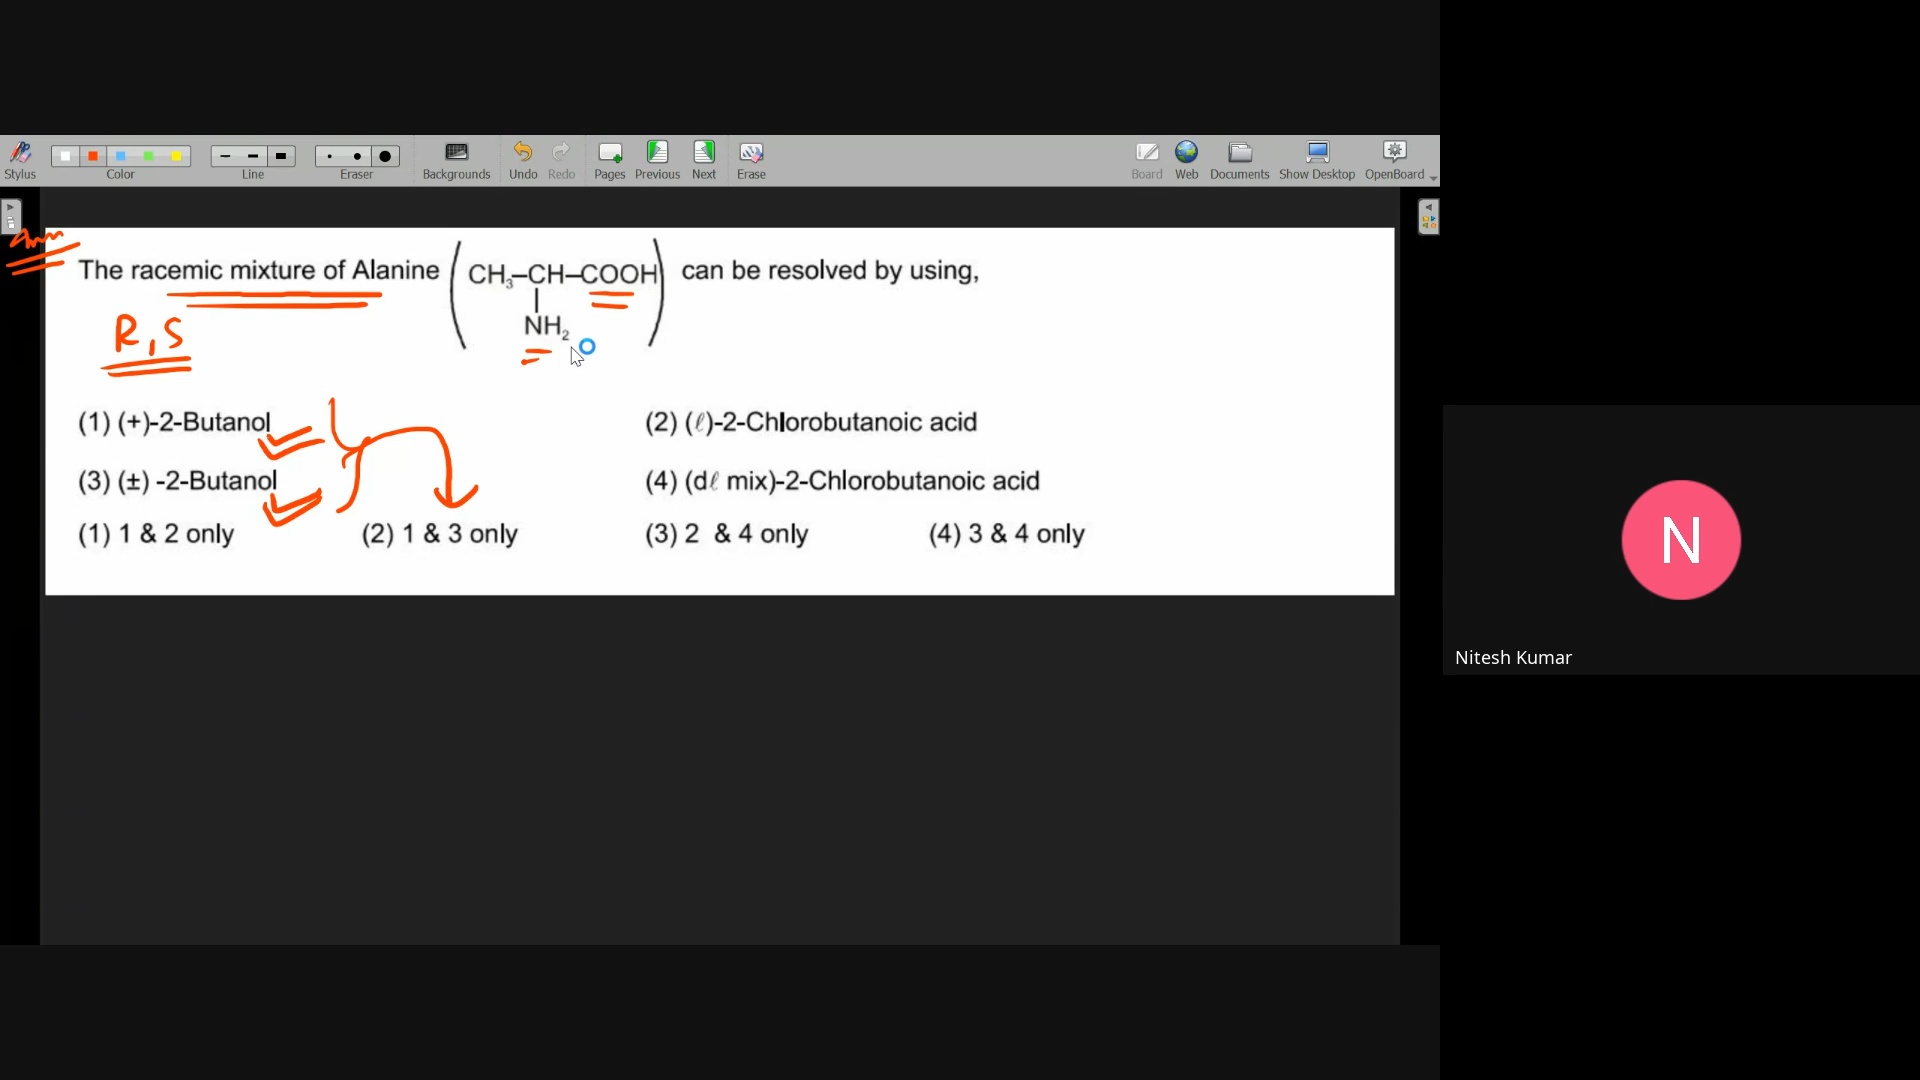 Stylus Color Line Eraser Backgrounds Undo Redo Pages Previous Next Erase Board Web Documents Show Desktop OpenBoard
The racemic mixture of Alanine (CH₃–CH–COOH) can be resolved by using,
NH₂
R, S
(1) (+)-2-Butanol (2) (ℓ)-2-Chlorobutanoic acid
(3) (±) -2-Butanol (4) (dℓ mix)-2-Chlorobutanoic acid
(1) 1 & 2 only (2) 1 & 3 only (3) 2 & 4 only (4) 3 & 4 only
N
Nitesh Kumar